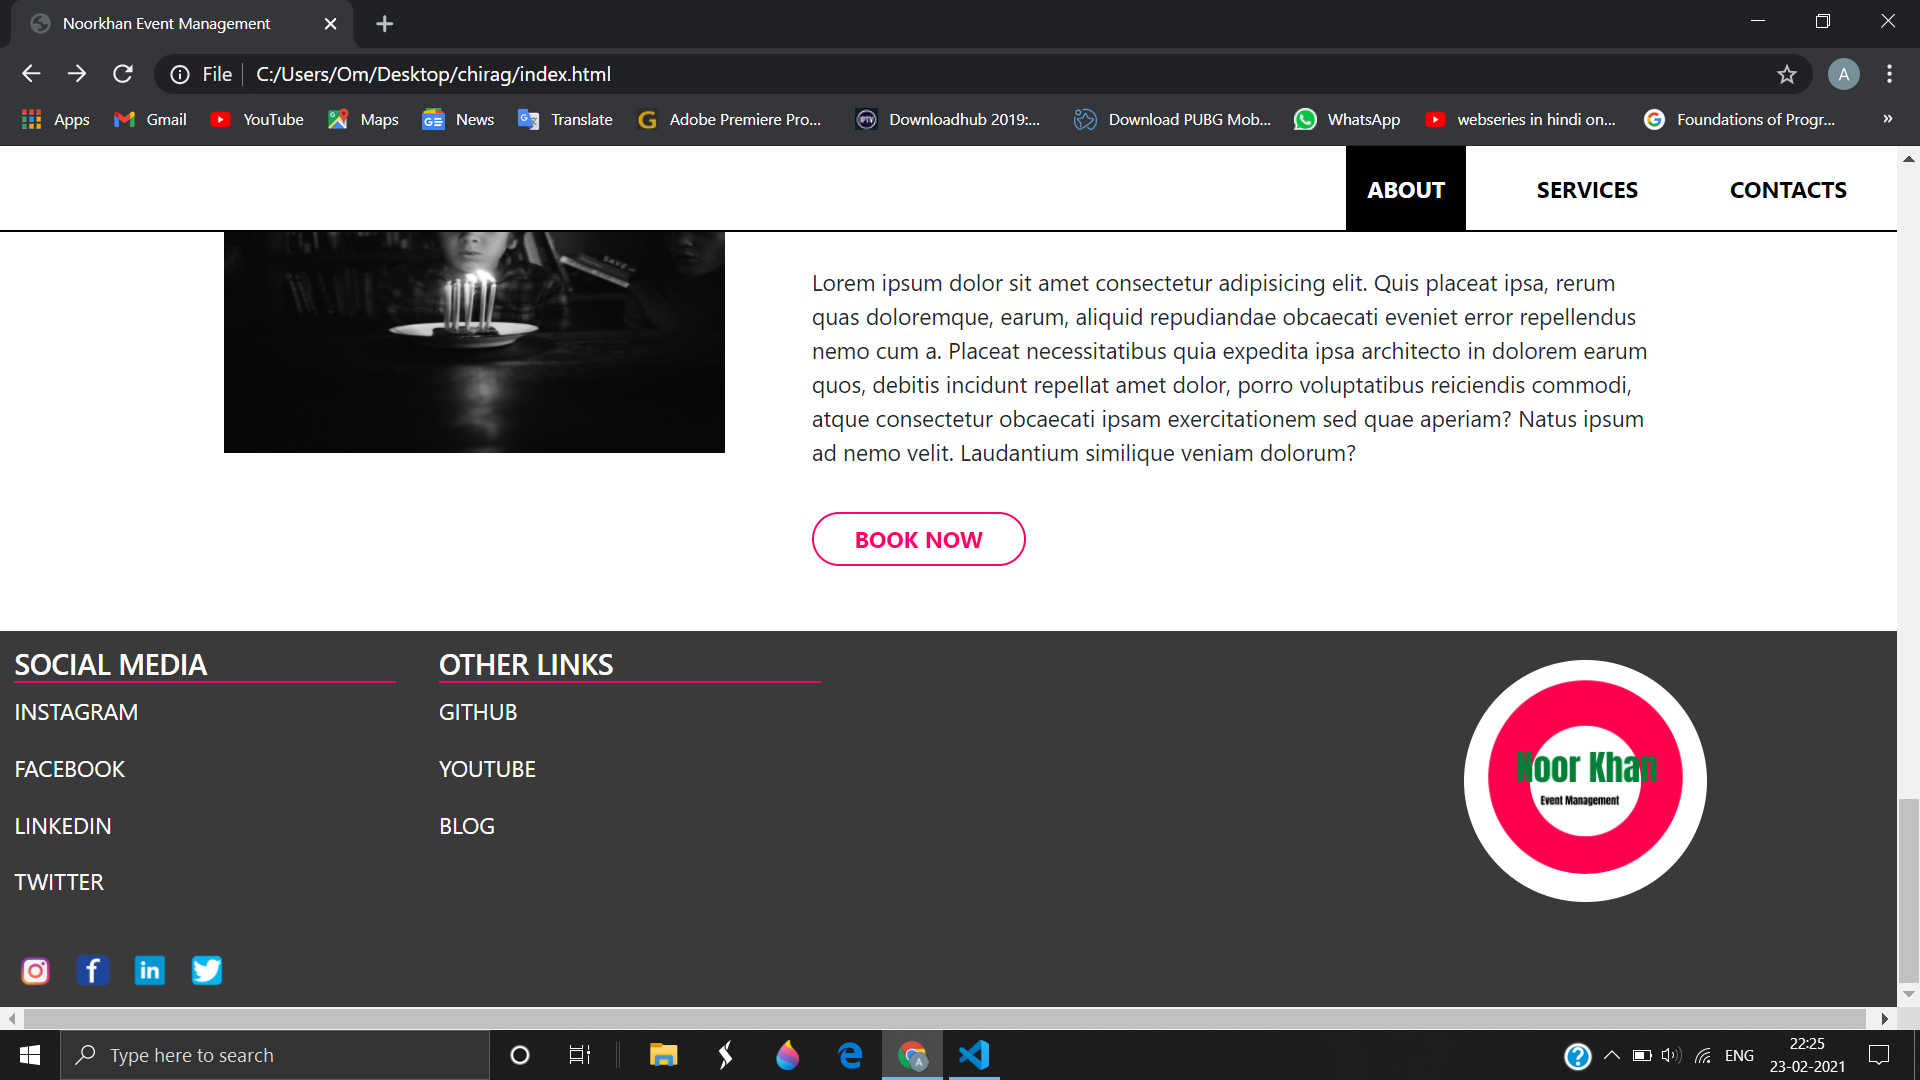 Noorkhan Event Management
File
C:/Users/Om/Desktop/chirag/index.html
A
Apps
Gmail
YouTube
Maps
News
Translate
Adobe Premiere Pro...
Downloadhub 2019:...
Download PUBG Mob...
WhatsApp
webseries in hindi on...
Foundations of Progr...
»
ABOUT
SERVICES
CONTACTS
SAVE
Lorem ipsum dolor sit amet consectetur adipisicing elit. Quis placeat ipsa, rerum
quas doloremque, earum, aliquid repudiandae obcaecati eveniet error repellendus
nemo cum a. Placeat necessitatibus quia expedita ipsa architecto in dolorem earum
quos, debitis incidunt repellat amet dolor, porro voluptatibus reiciendis commodi,
atque consectetur obcaecati ipsam exercitationem sed quae aperiam? Natus ipsum
ad nemo velit. Laudantium similique veniam dolorum?
BOOK NOW
SOCIAL MEDIA
INSTAGRAM
FACEBOOK
LINKEDIN
TWITTER
OTHER LINKS
GITHUB
YOUTUBE
BLOG
Noor Khan
Event Management
Type here to search
ENG
22:25
23-02-2021